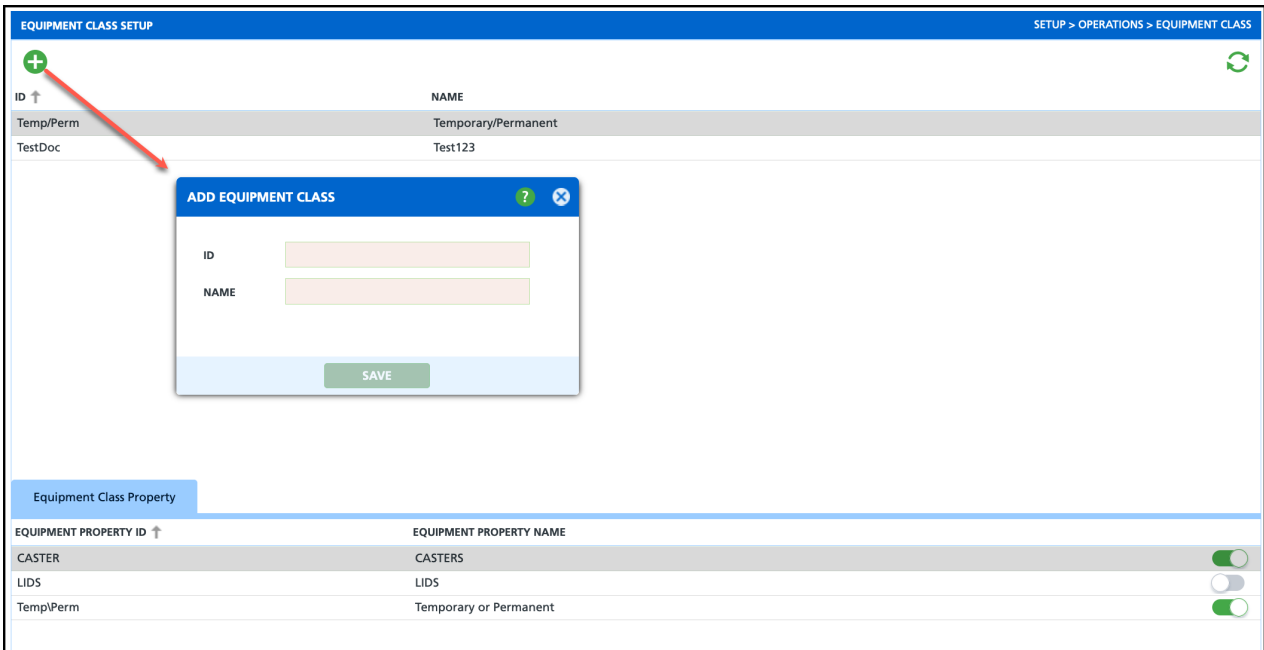 EQUIPMENT CLASS SETUP SETUP > OPERATIONS > EQUIPMENT CLASS
ID NAME
Temp/Perm Temporary/Permanent
TestDoc Test123
ADD EQUIPMENT CLASS ?
ID
NAME
SAVE
Equipment Class Property
EQUIPMENT PROPERTY ID EQUIPMENT PROPERTY NAME
CASTER CASTERS
LIDS LIDS
Temp\Perm Temporary or Permanent